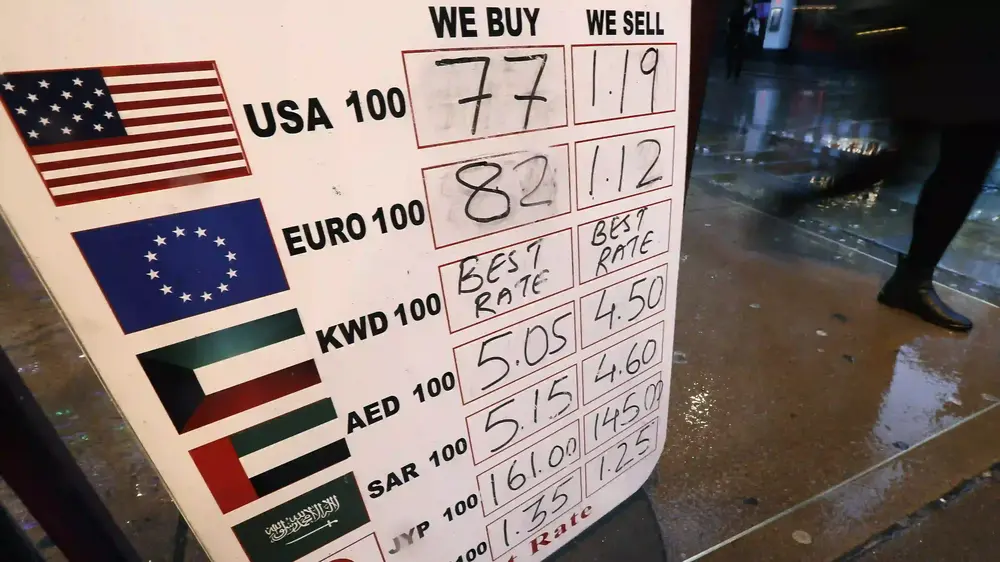 WE BUY WE SELL
USA 100 77 1.19
EURO 100 82 1.12
KWD 100 BEST RATE BEST RATE
AED 100 5.05 4.50
SAR 100 5.15 4.60
JYP 100 161.00 145.00
100 1.35 1.25
Rate